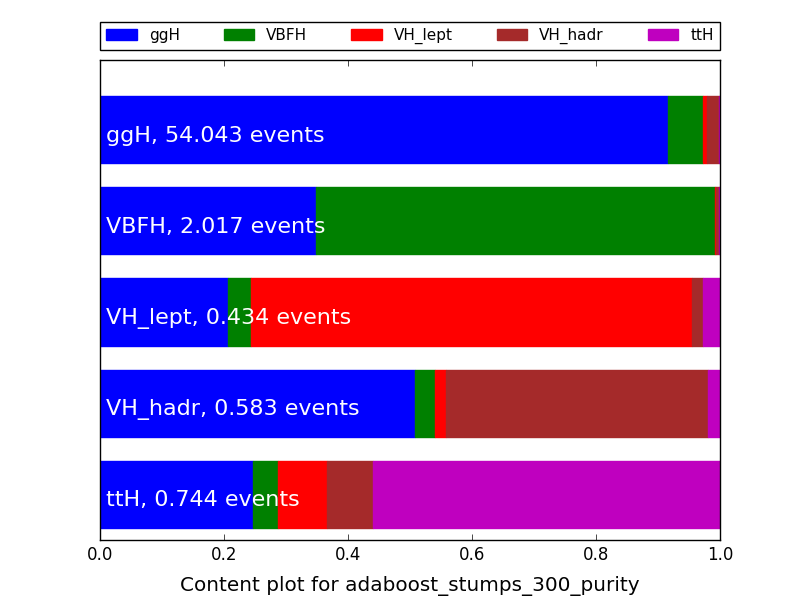 ggH VBFH VH_lept VH_hadr ttH
ggH, 54.043 events
VBFH, 2.017 events
VH_lept, 0.434 events
VH_hadr, 0.583 events
ttH, 0.744 events
0.0 0.2 0.4 0.6 0.8 1.0
Content plot for adaboost_stumps_300_purity